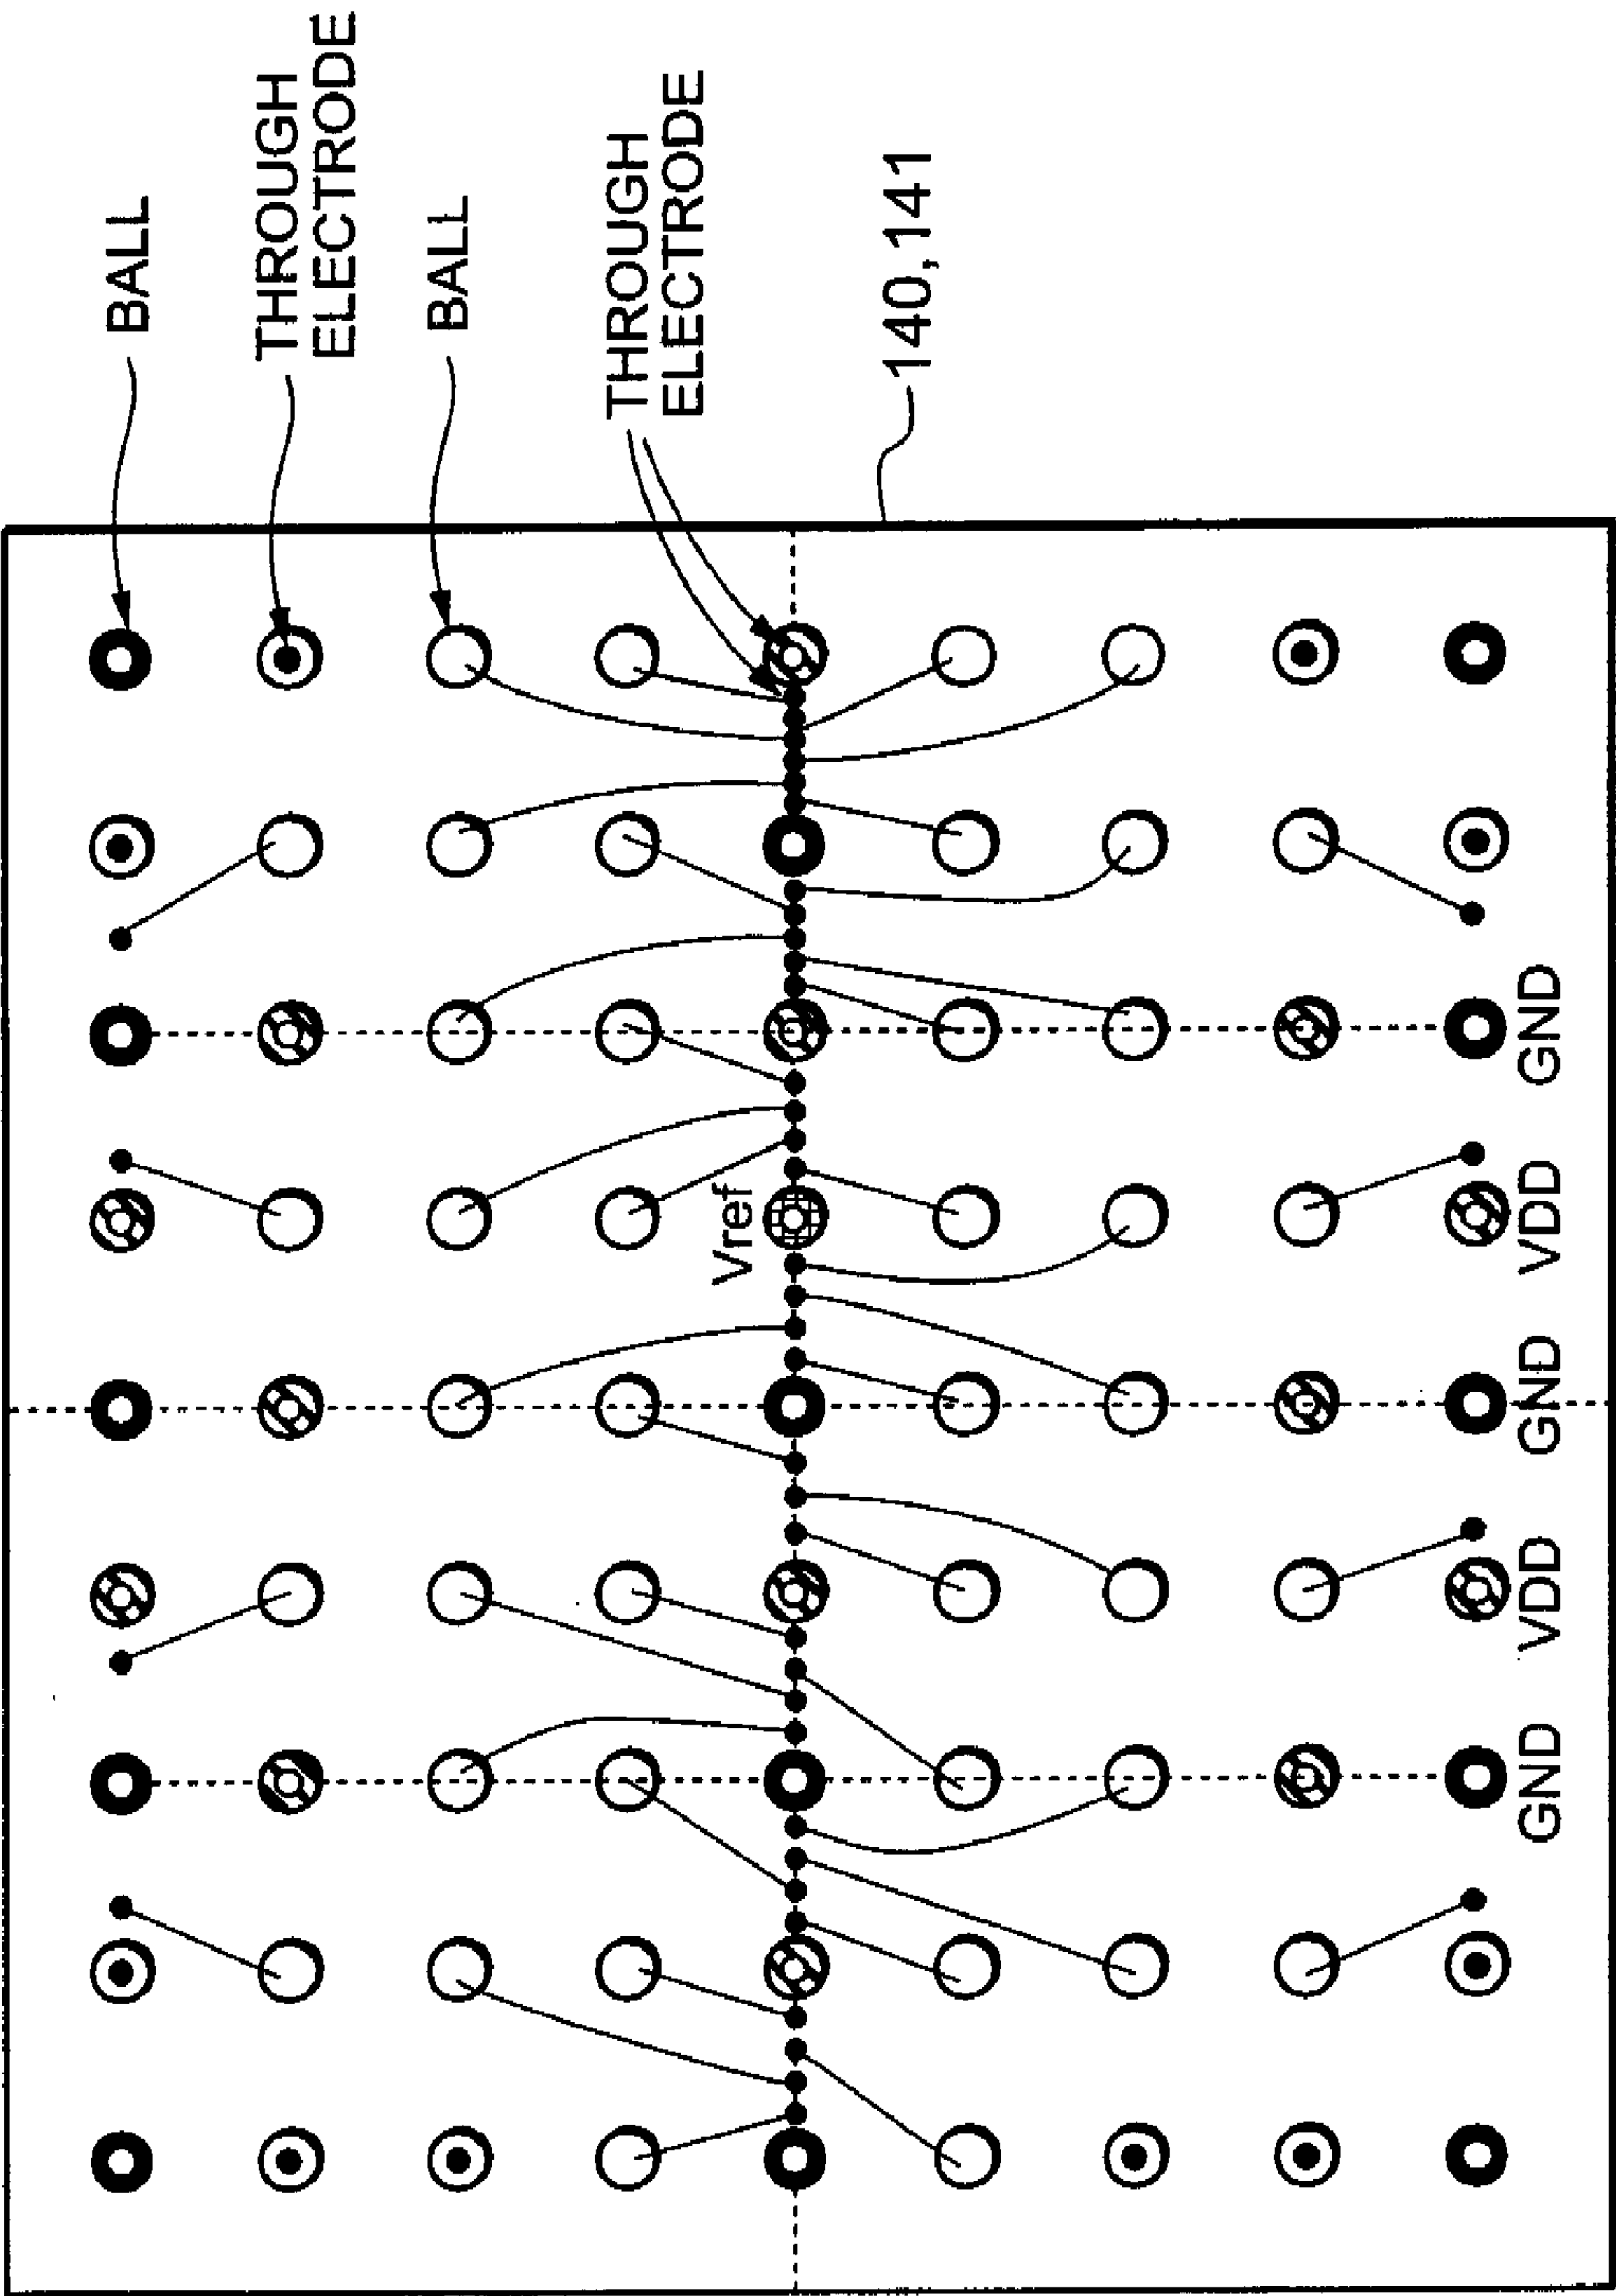 BALL
THROUGH
ELECTRODE
BALL
THROUGH
ELECTRODE
140,141
Vref
GND
VDD
GND
VDD
GND